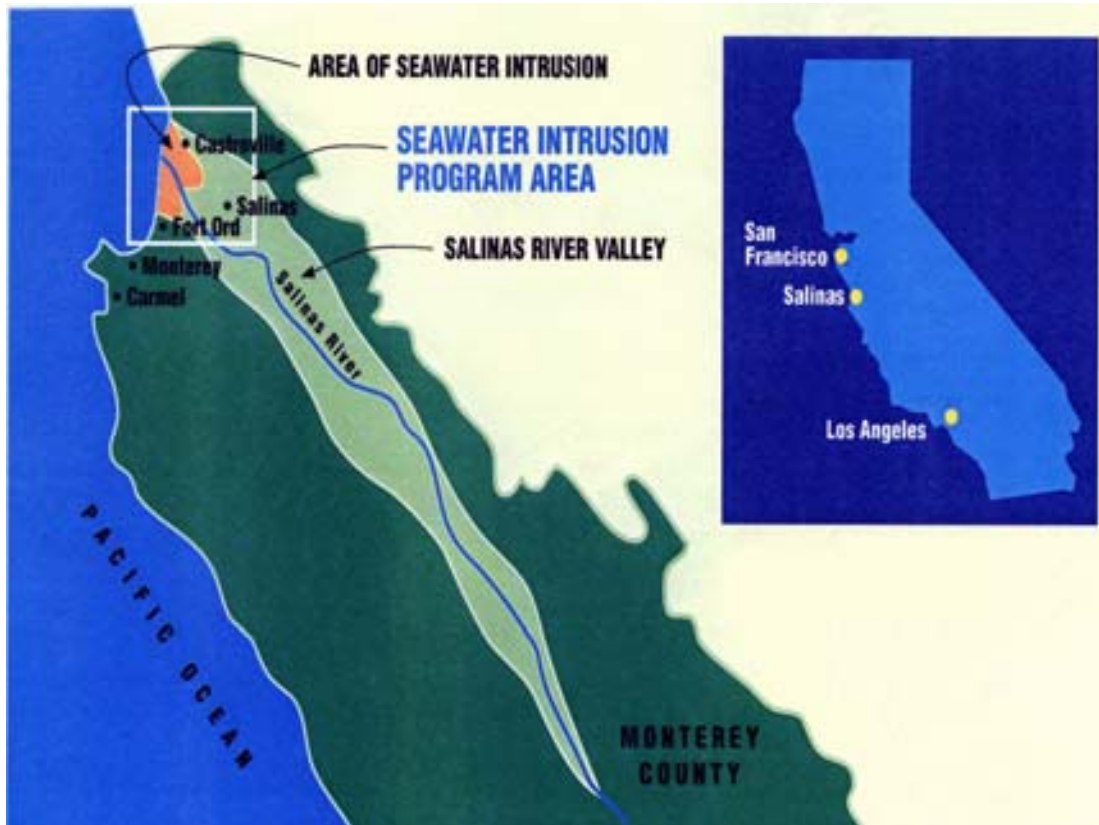 AREA OF SEAWATER INTRUSION
Castroville
SEAWATER INTRUSION
PROGRAM AREA
Salinas
Fort Ord
SALINAS RIVER VALLEY
Monterey
Carmel
Salinas River
PACIFIC OCEAN
MONTEREY
COUNTY
San
Francisco
Salinas
Los Angeles